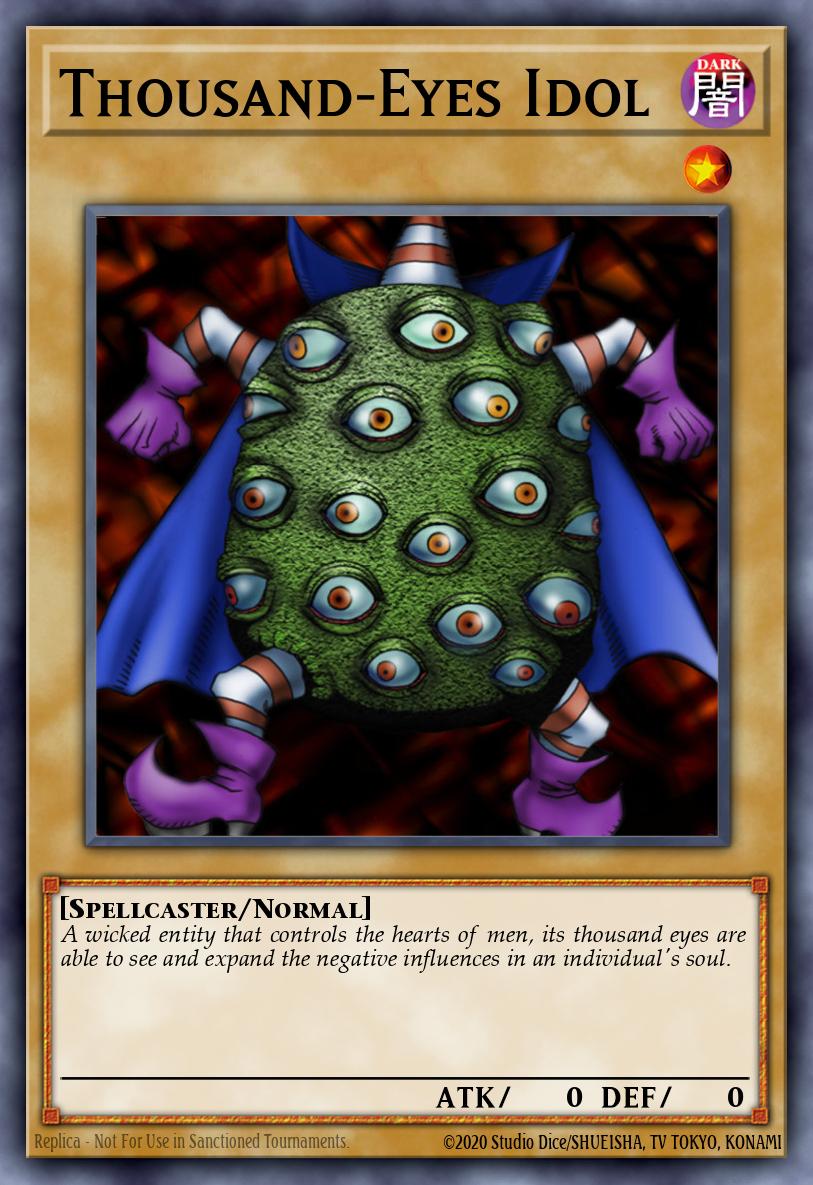 Thousand-Eyes Idol
DARK
闇
[Spellcaster/Normal]
A wicked entity that controls the hearts of men, its thousand eyes are
able to see and expand the negative influences in an individual's soul.
ATK/ 0 DEF/ 0
Replica - Not For Use in Sanctioned Tournaments.
©2020 Studio Dice/SHUEISHA, TV TOKYO, KONAMI